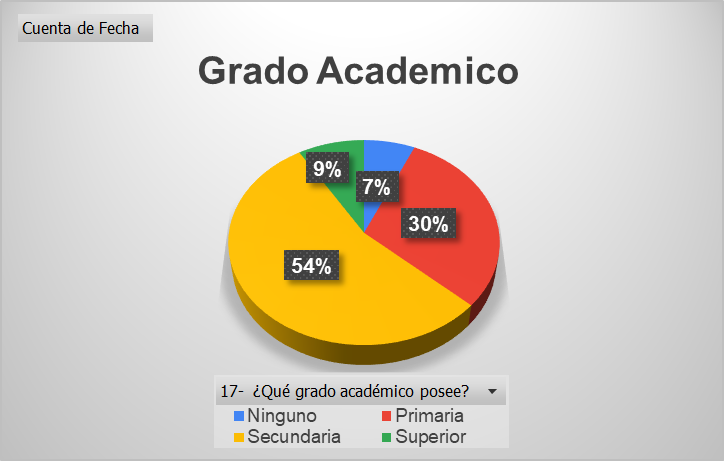 Cuenta de Fecha
Grado Academico
9%
7%
30%
54%
17-  ¿Qué grado académico posee?
Ninguno Primaria
Secundaria Superior